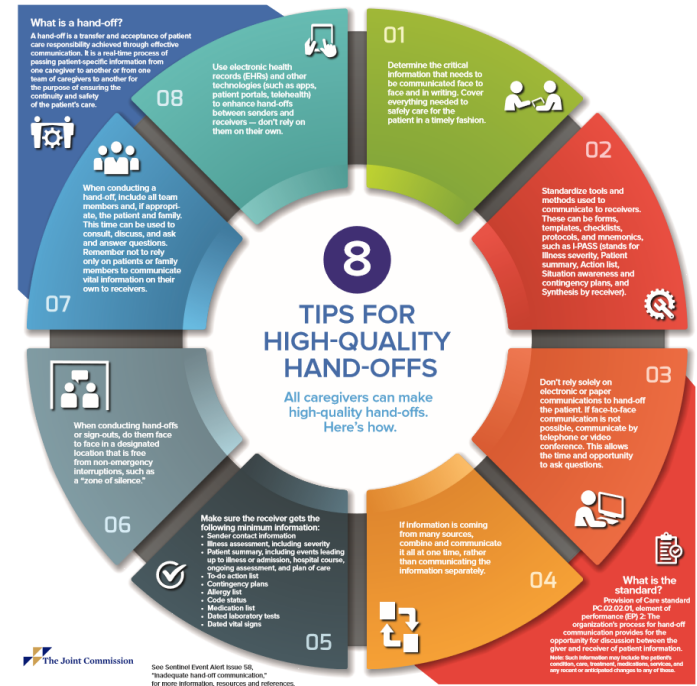 What is a hand-off?
A hand-off is a transfer and acceptance of patient
care responsibility achieved through effective
communication. It is a real-time process of
passing patient-specific information from
one caregiver to another or from one
team of caregivers to another for
the purpose of ensuring the
continuity and safety
of the patient's care.
01
Determine the critical
information that needs to
be communicated face to
face and in writing. Cover
everything needed to
safely care for the
patient in a timely fashion.
02
Standardize tools and
methods used to
communicate to receivers.
These can be forms,
templates, checklists,
protocols, and mnemonics,
such as I-PASS (stands for
Illness severity, Patient
summary, Action list,
Situation awareness and
contingency plans, and
Synthesis by receiver).
03
Don't rely solely on
electronic or paper
communications to hand-off
the patient. If face-to-face
communication is not
possible, communicate by
telephone or video
conference. This allows
the time and opportunity
to ask questions.
04
If information is coming
from many sources,
combine and communicate
it all at one time, rather
than communicating the
information separately.
05
Make sure the receiver gets the
following minimum information:
• Sender contact information
• Illness assessment, including severity
• Patient summary, including events leading
up to illness or admission, hospital course,
ongoing assessment, and plan of care
• To-do action list
• Contingency plans
• Allergy list
• Code status
• Medication list
• Dated laboratory tests
• Dated vital signs
06
When conducting hand-offs
or sign-outs, do them face
to face in a designated
location that is free
from non-emergency
interruptions, such as
a "zone of silence."
07
When conducting a
hand-off, include all team
members and, if appropri-
ate, the patient and family.
This time can be used to
consult, discuss, and ask
and answer questions.
Remember not to rely
only on patients or family
members to communicate
vital information on their
own to receivers.
08
Use electronic health
records (EHRs) and other
technologies (such as apps,
patient portals, telehealth)
to enhance hand-offs
between senders and
receivers — don't rely on
them on their own.
8
TIPS FOR
HIGH-QUALITY
HAND-OFFS
All caregivers can make
high-quality hand-offs.
Here's how.
What is the
standard?
Provision of Care standard
PC.02.02.01, element of
performance (EP) 2: The
organization's process for hand-off
communication provides for the
opportunity for discussion between the
giver and receiver of patient information.
Note: Such information may include the patient's
condition, care, treatment, medications, services, and
any recent or anticipated changes to any of these.
The Joint Commission
See Sentinel Event Alert Issue 58,
"Inadequate hand-off communication,"
for more information, resources and references.